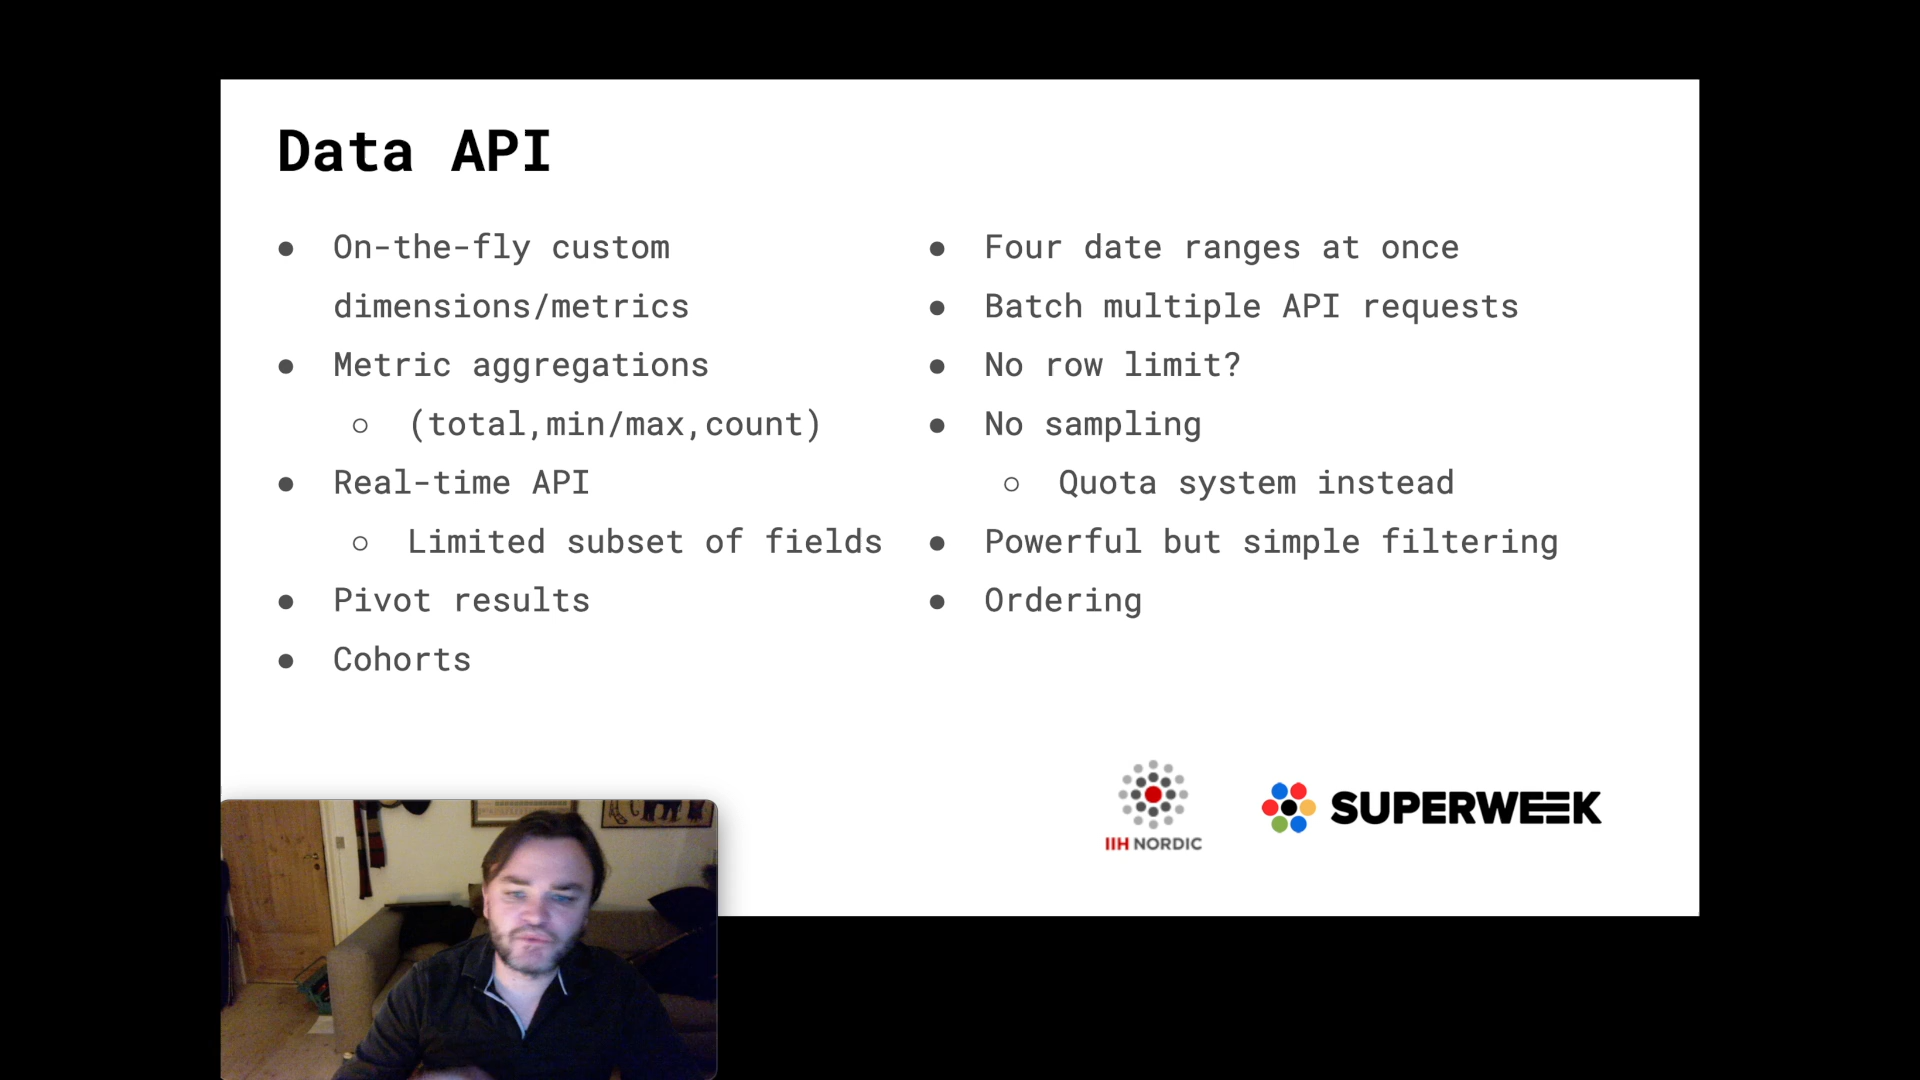 Data API
● On-the-fly custom
dimensions/metrics
● Metric aggregations
○ (total,min/max,count)
● Real-time API
○ Limited subset of fields
● Pivot results
● Cohorts
● Four date ranges at once
● Batch multiple API requests
● No row limit?
● No sampling
○ Quota system instead
● Powerful but simple filtering
● Ordering
IIH NORDIC
SUPERWEEK